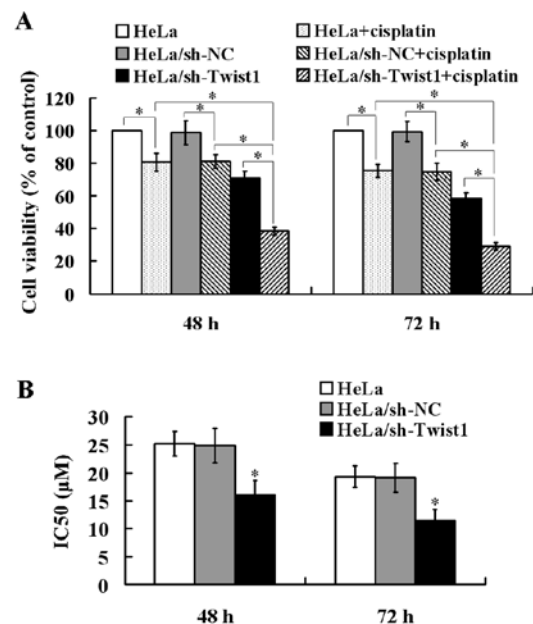 A
HeLa
HeLa+cisplatin
HeLa/sh-NC
HeLa/sh-NC+cisplatin
HeLa/sh-Twist1
HeLa/sh-Twist1+cisplatin
Cell viability (% of control)
120
100
80
60
40
20
0
* * * * *
* * * * *
48 h 72 h
B
HeLa
HeLa/sh-NC
HeLa/sh-Twist1
IC50 (µM)
30
25
20
15
10
5
0
* *
48 h 72 h